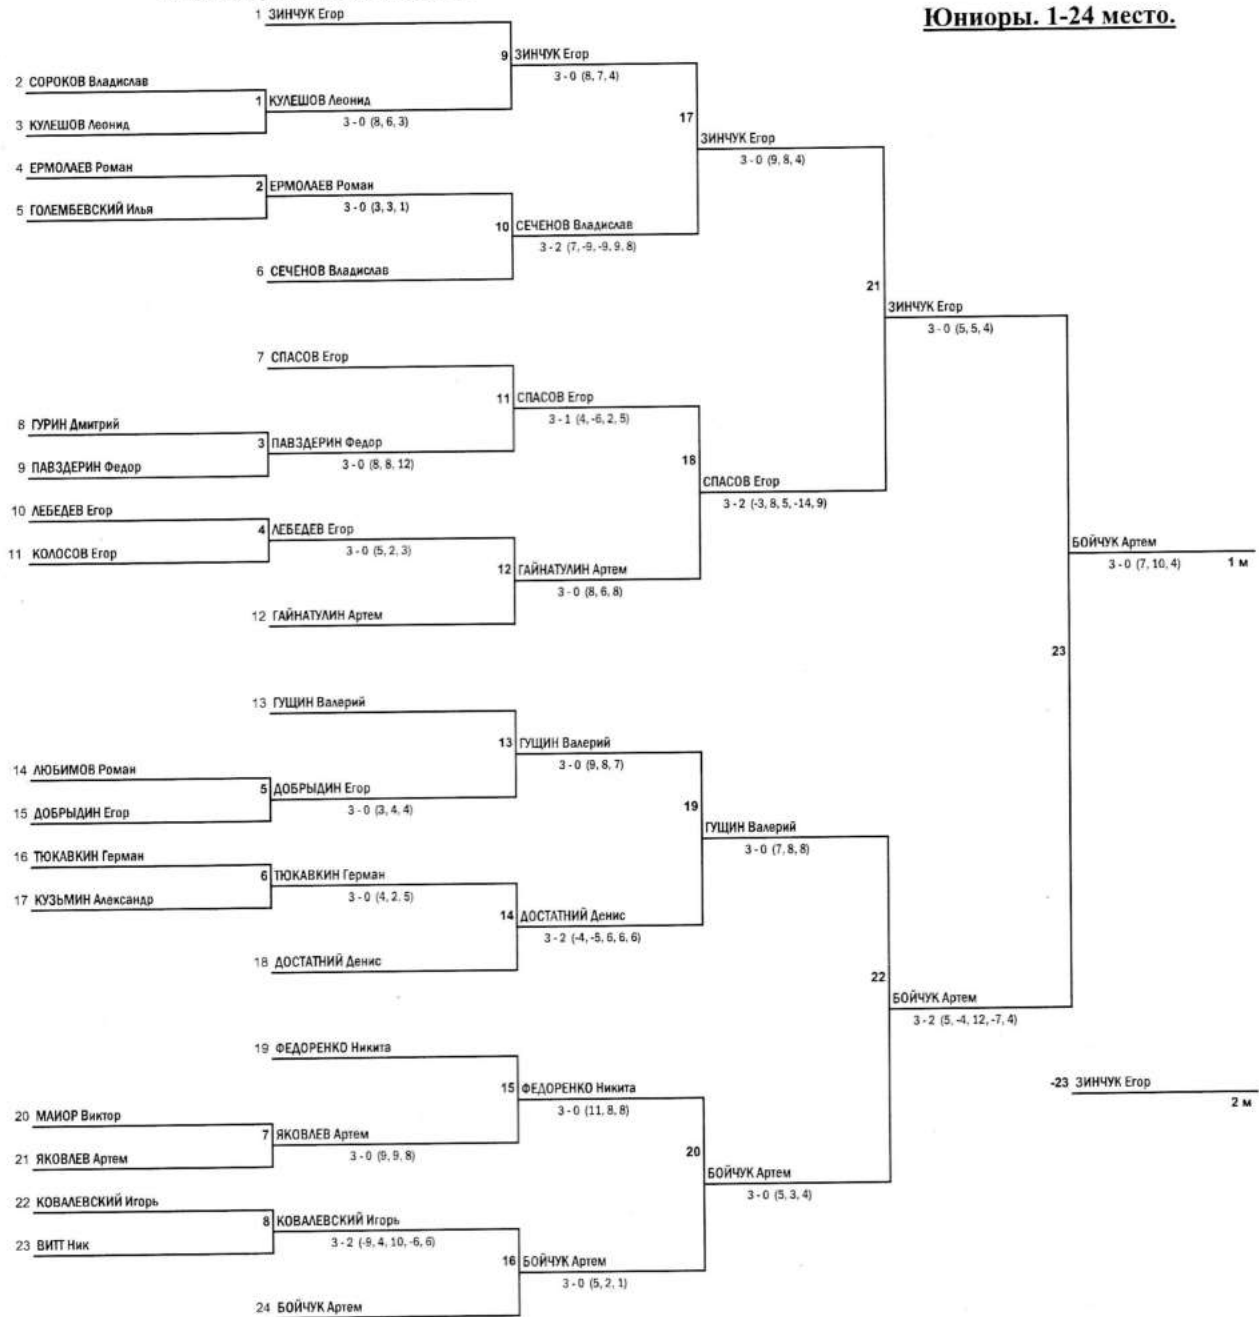 Юниоры. 1-24 место.
1 ЗИНЧУК Егор
9 ЗИНЧУК Егор
3 - 0 (8, 7, 4)
2 СОРОКОВ Владислав
1 КУЛЕШОВ Леонид
3 - 0 (8, 6, 3)
3 КУЛЕШОВ Леонид
17
ЗИНЧУК Егор
3 - 0 (9, 8, 4)
4 ЕРМОЛАЕВ Роман
2 ЕРМОЛАЕВ Роман
3 - 0 (3, 3, 1)
5 ГОЛЕМБЕВСКИЙ Илья
10 СЕЧЕНОВ Владислав
3 - 2 (7, -9, -9, 9, 8)
6 СЕЧЕНОВ Владислав
21
ЗИНЧУК Егор
3 - 0 (5, 5, 4)
7 СПАСОВ Егор
11 СПАСОВ Егор
3 - 1 (4, -6, 2, 5)
8 ГУРИН Дмитрий
3 ПАВЗДЕРИН Федор
3 - 0 (8, 8, 12)
9 ПАВЗДЕРИН Федор
18
СПАСОВ Егор
3 - 2 (-3, 8, 5, -14, 9)
10 ЛЕБЕДЕВ Егор
4 ЛЕБЕДЕВ Егор
3 - 0 (5, 2, 3)
11 КОЛОСОВ Егор
12 ГАЙНАТУЛИН Артем
3 - 0 (8, 6, 8)
12 ГАЙНАТУЛИН Артем
БОЙЧУК Артем
3 - 0 (7, 10, 4)
1 м
23
13 ГУЩИН Валерий
13 ГУЩИН Валерий
3 - 0 (9, 8, 7)
14 ЛЮБИМОВ Роман
5 ДОБРЫДИН Егор
3 - 0 (3, 4, 4)
15 ДОБРЫДИН Егор
19
ГУЩИН Валерий
3 - 0 (7, 8, 8)
16 ТЮКАВКИН Герман
6 ТЮКАВКИН Герман
3 - 0 (4, 2, 5)
17 КУЗЬМИН Александр
14 ДОСТАТНИЙ Денис
3 - 2 (-4, -5, 6, 6, 6)
18 ДОСТАТНИЙ Денис
22
БОЙЧУК Артем
3 - 2 (5, -4, 12, -7, 4)
19 ФЕДОРЕНКО Никита
15 ФЕДОРЕНКО Никита
3 - 0 (11, 8, 8)
-23 ЗИНЧУК Егор
2 м
20 МАИОР Виктор
7 ЯКОВЛЕВ Артем
3 - 0 (9, 9, 8)
21 ЯКОВЛЕВ Артем
20
БОЙЧУК Артем
3 - 0 (5, 3, 4)
22 КОВАЛЕВСКИЙ Игорь
8 КОВАЛЕВСКИЙ Игорь
3 - 2 (-9, 4, 10, -6, 6)
23 ВИТТ Ник
16 БОЙЧУК Артем
3 - 0 (5, 2, 1)
24 БОЙЧУК Артем